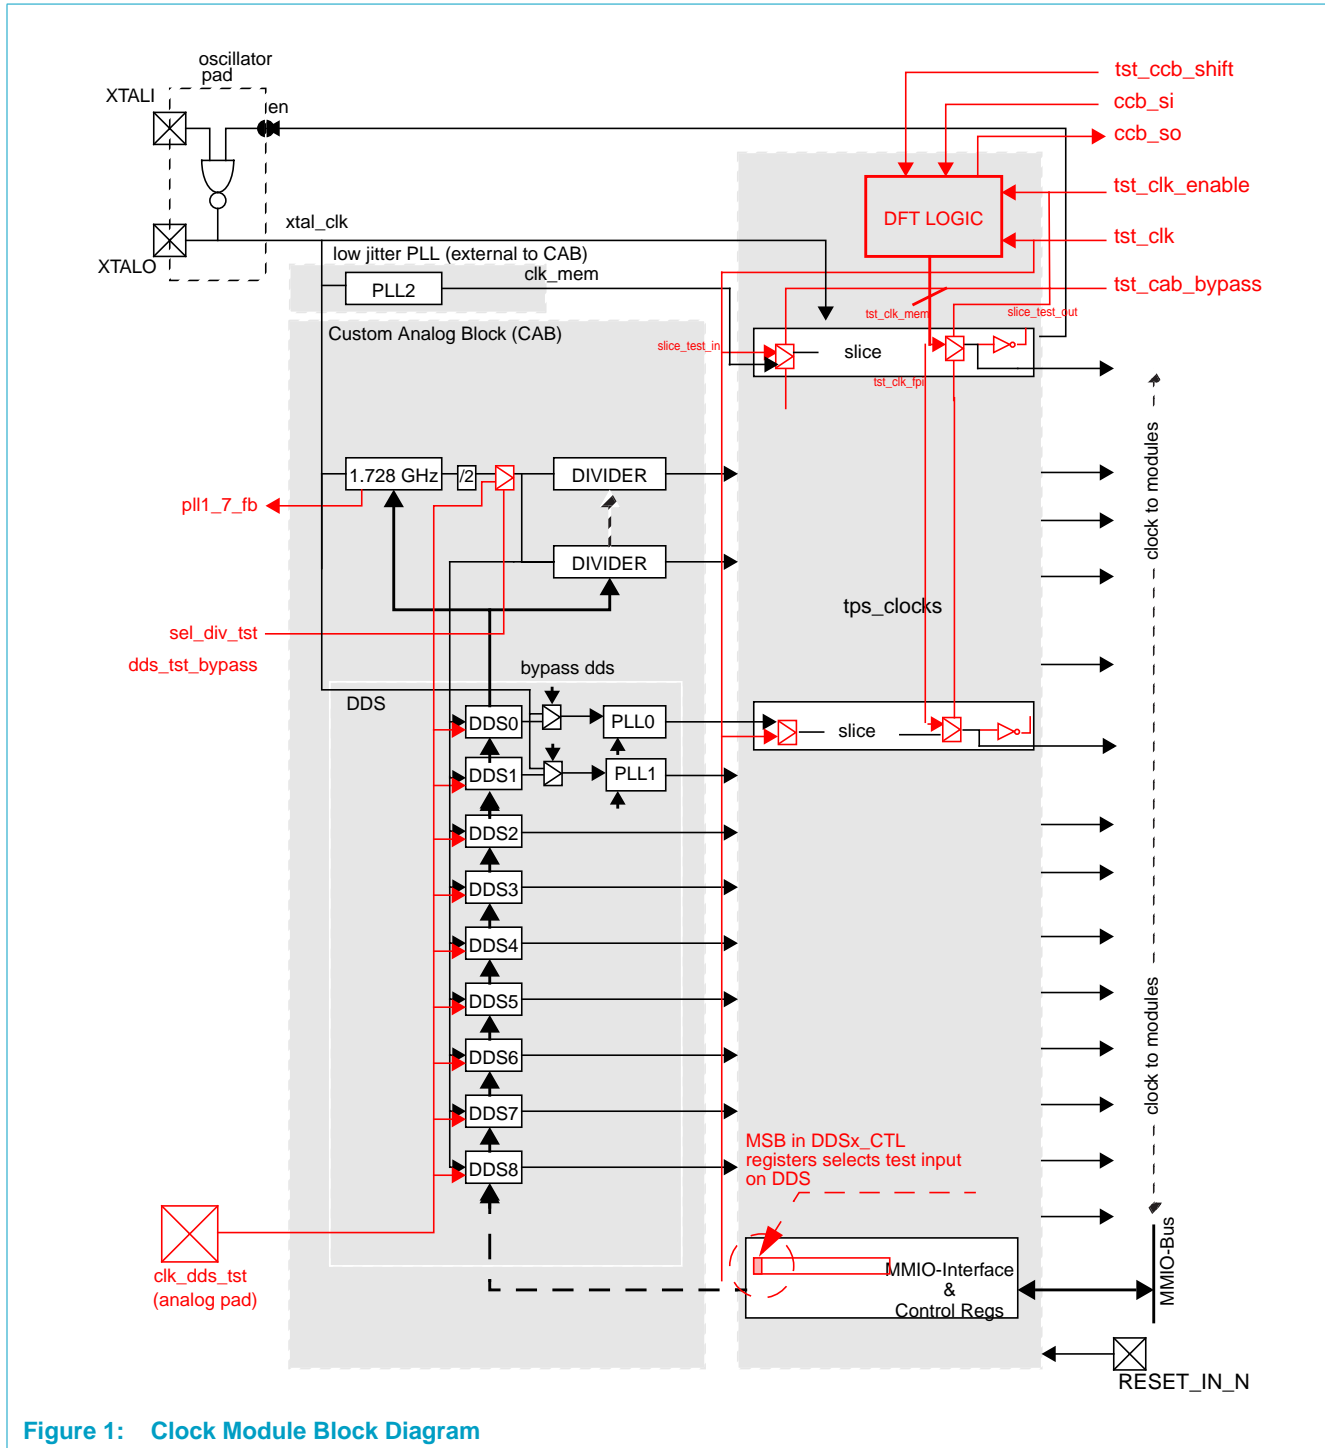 oscillator
pad
XTALI
en
XTALO
xtal_clk
low jitter PLL (external to CAB)
clk_mem
PLL2
Custom Analog Block (CAB)
tst_ccb_shift
ccb_si
ccb_so
tst_clk_enable
DFT LOGIC
tst_clk
tst_cab_bypass
tst_clk_mem
slice_test_out
slice_test_in
slice
tst_clk_fpi
1.728 GHz
/2
DIVIDER
pll1_7_fb
DIVIDER
tps_clocks
clock to modules
sel_div_tst
dds_tst_bypass
bypass dds
DDS
DDS0
PLL0
slice
DDS1
PLL1
DDS2
DDS3
DDS4
DDS5
DDS6
DDS7
DDS8
clock to modules
MSB in DDSx_CTL
registers selects test input
on DDS
clk_dds_tst
(analog pad)
MMIO-Interface
&
Control Regs
MMIO-Bus
RESET_IN_N
Figure 1: Clock Module Block Diagram